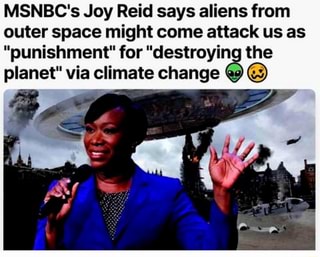 MSNBC's Joy Reid says aliens from
outer space might come attack us as
"punishment" for "destroying the
planet" via climate change 👽🥴